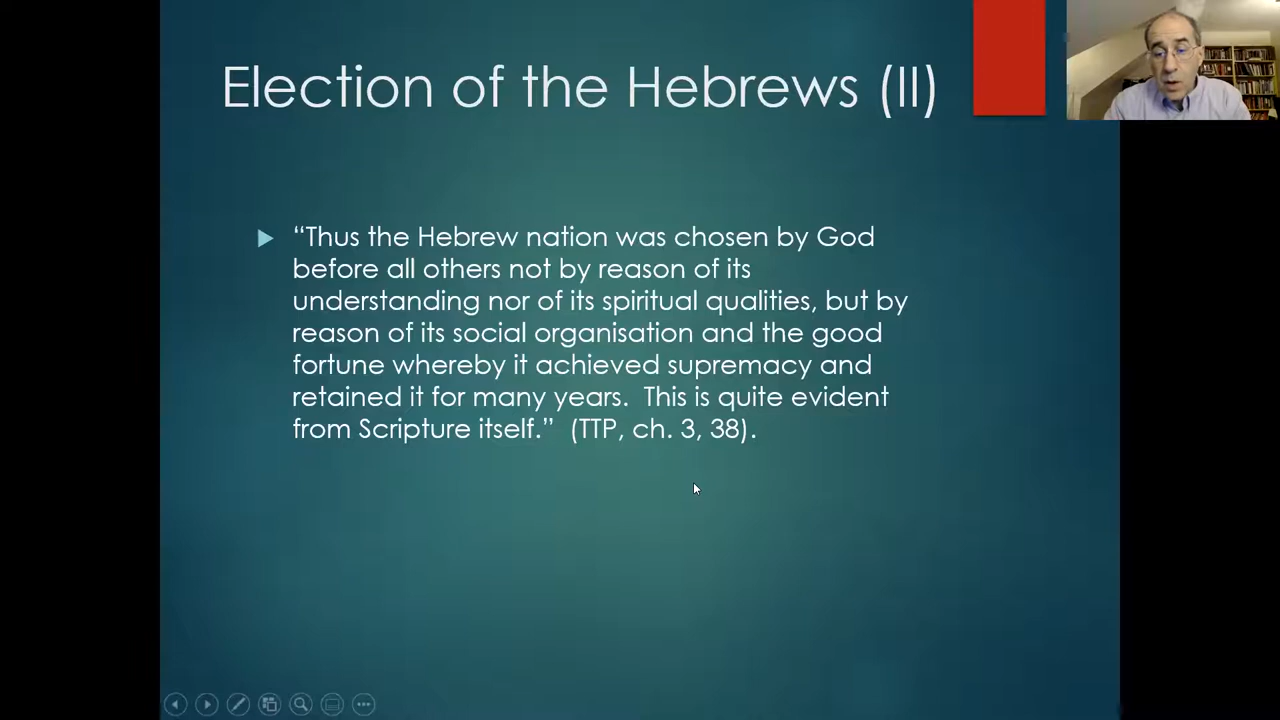 Election of the Hebrews (II)
“Thus the Hebrew nation was chosen by God
before all others not by reason of its
understanding nor of its spiritual qualities, but by
reason of its social organisation and the good
fortune whereby it achieved supremacy and
retained it for many years.  This is quite evident
from Scripture itself.”  (TTP, ch. 3, 38).